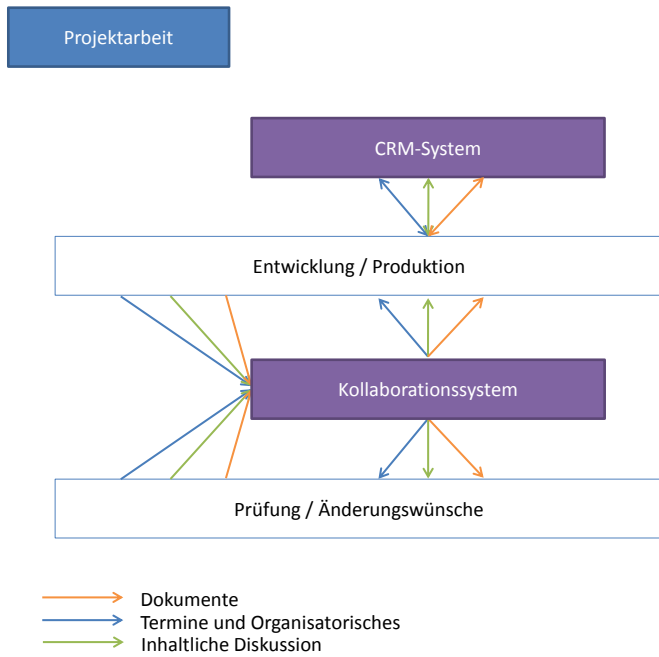 Projektarbeit
CRM-System
Entwicklung / Produktion
Kollaborationssystem
Prüfung / Änderungswünsche
Dokumente
Termine und Organisatorisches
Inhaltliche Diskussion